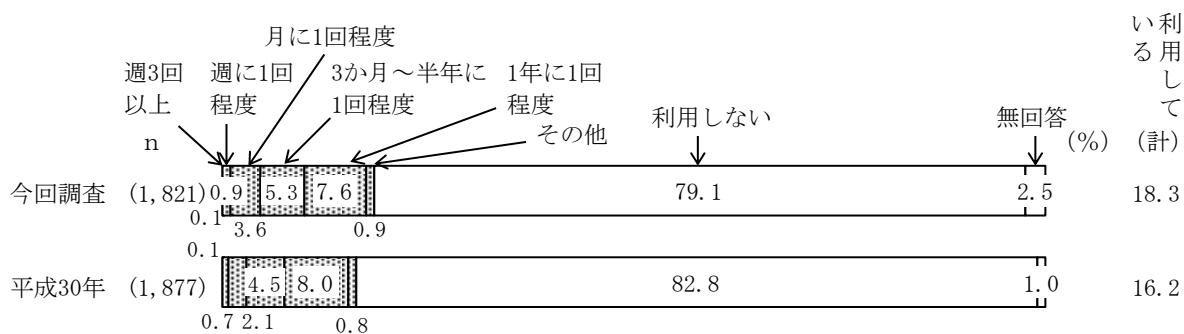 利用して
いる
(計)
月に1回程度
週3回
以上
週に1回
程度
3か月～半年に
1回程度
1年に1回
程度
その他
利用しない
無回答
n
(%)
今回調査 (1,821) 0.9 5.3 7.6 79.1 2.5 18.3
0.1 3.6 0.9
0.1
平成30年 (1,877) 4.5 8.0 82.8 1.0 16.2
0.7 2.1 0.8